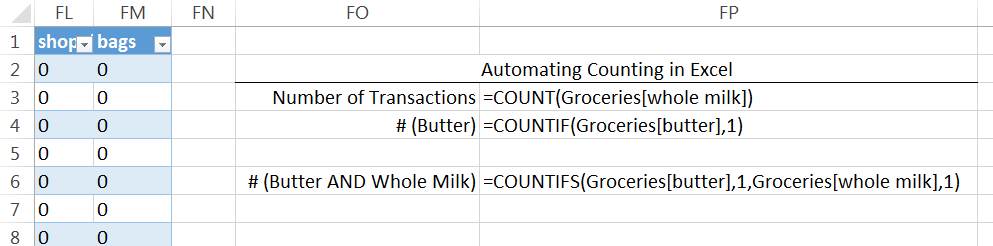 FL FM FN FO FP
1 shop bags
2 0 0 Automating Counting in Excel
3 0 0 Number of Transactions =COUNT(Groceries[whole milk])
4 0 0 # (Butter) =COUNTIF(Groceries[butter],1)
5 0 0
6 0 0 # (Butter AND Whole Milk) =COUNTIFS(Groceries[butter],1,Groceries[whole milk],1)
7 0 0
8 0 0